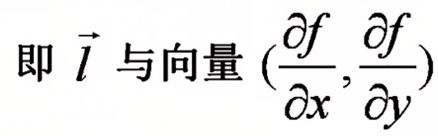 即 $\vec{l}$ 与向量 $(\frac{\partial f}{\partial x}, \frac{\partial f}{\partial y})$